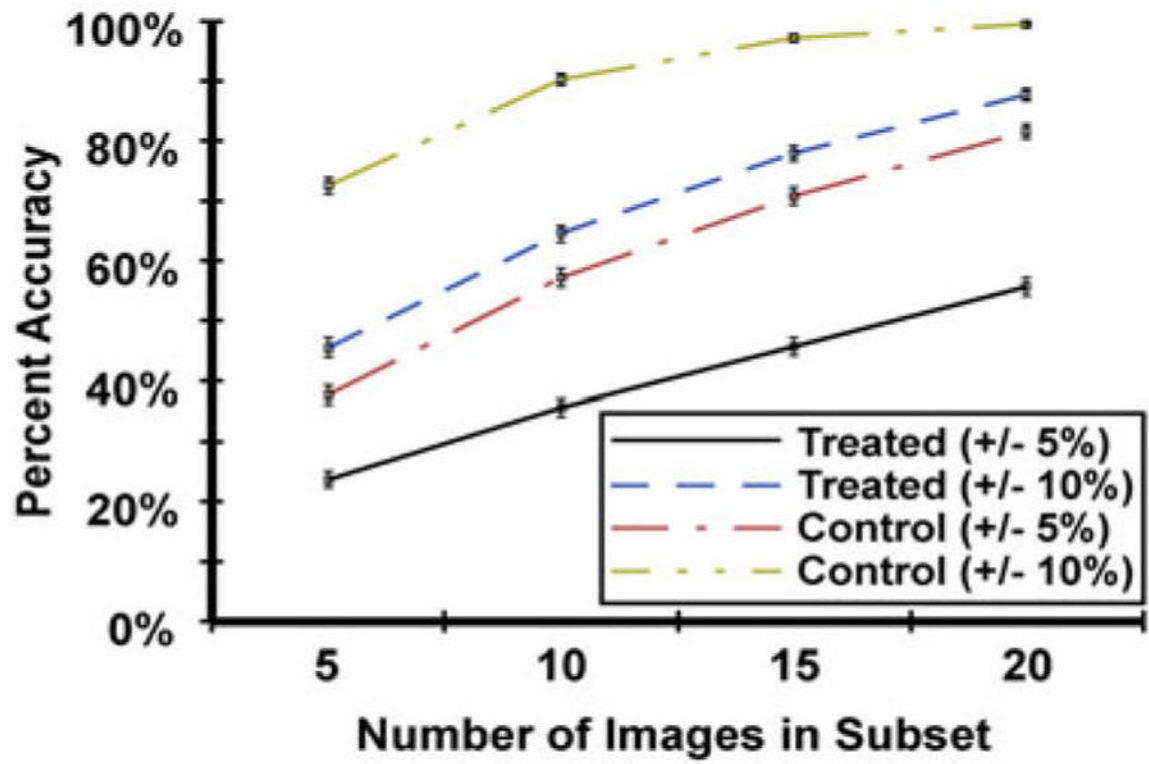 100%
80%
60%
40%
20%
0%
Percent Accuracy
5 10 15 20
Number of Images in Subset
Treated (+/- 5%)
Treated (+/- 10%)
Control (+/- 5%)
Control (+/- 10%)